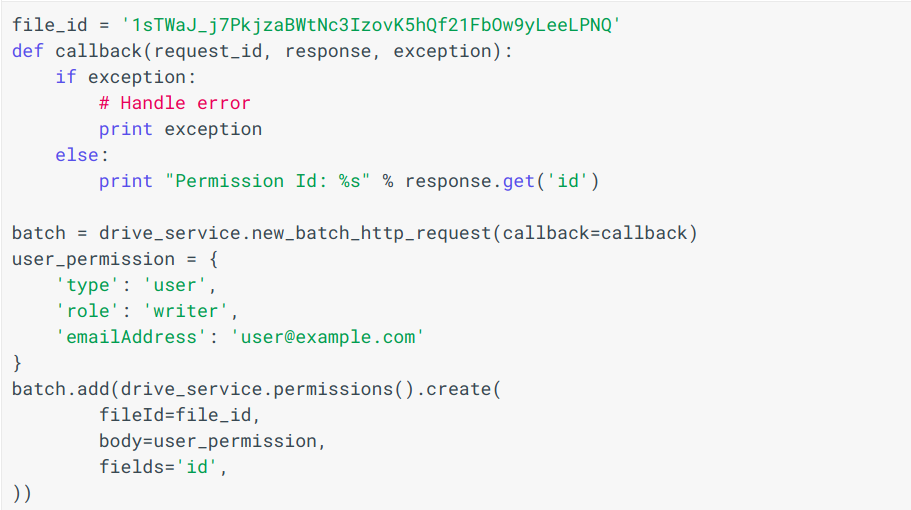 file_id = '1sTWaJ_j7PkjzaBWtNc3IzovK5hQf21FbOw9yLeeLPNQ'
def callback(request_id, response, exception):
    if exception:
        # Handle error
        print exception
    else:
        print "Permission Id: %s" % response.get('id')

batch = drive_service.new_batch_http_request(callback=callback)
user_permission = {
    'type': 'user',
    'role': 'writer',
    'emailAddress': 'user@example.com'
}
batch.add(drive_service.permissions().create(
        fileId=file_id,
        body=user_permission,
        fields='id',
))